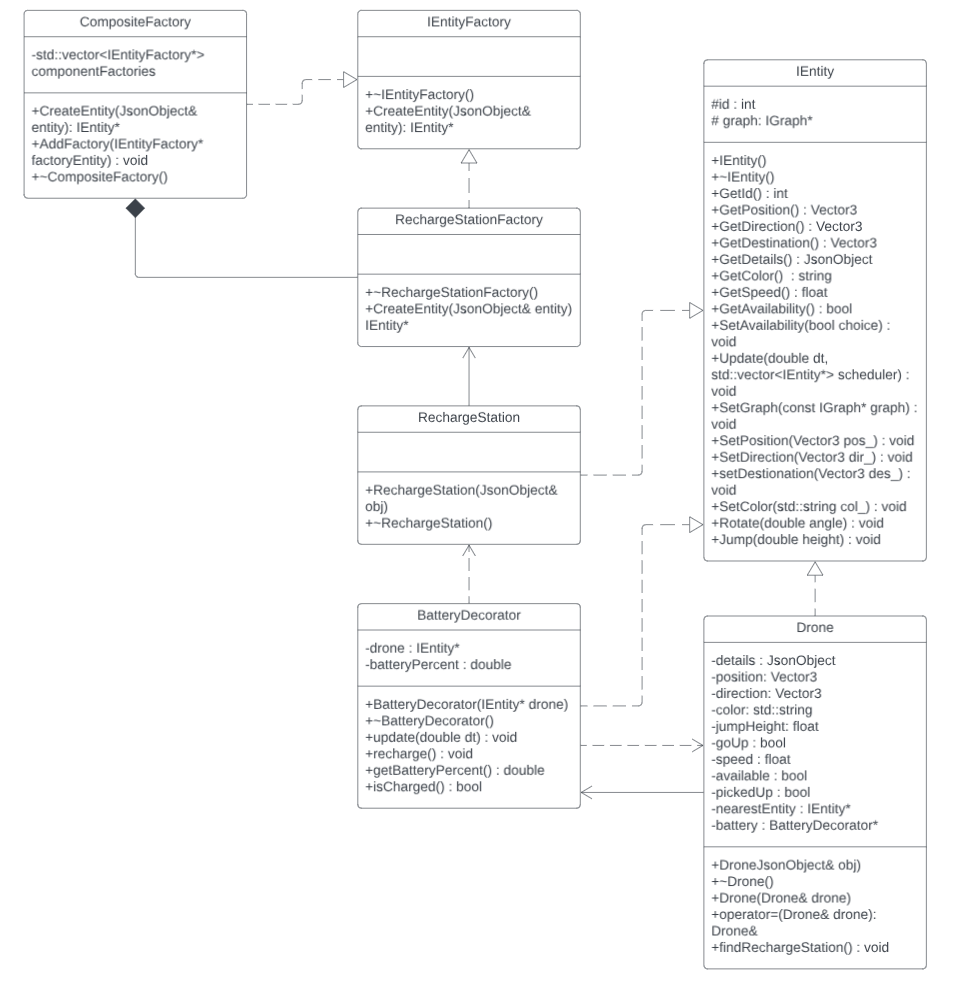 CompositeFactory
-std::vector<IEntityFactory*>
componentFactories
+CreateEntity(JsonObject&
entity): IEntity*
+AddFactory(IEntityFactory*
factoryEntity) : void
+~CompositeFactory()
IEntityFactory
+~IEntityFactory()
+CreateEntity(JsonObject&
entity): IEntity*
RechargeStationFactory
+~RechargeStationFactory()
+CreateEntity(JsonObject& entity)
IEntity*
RechargeStation
+RechargeStation(JsonObject&
obj)
+~RechargeStation()
BatteryDecorator
-drone : IEntity*
-batteryPercent : double
+BatteryDecorator(IEntity* drone)
+~BatteryDecorator()
+update(double dt) : void
+recharge() : void
+getBatteryPercent() : double
+isCharged() : bool
IEntity
#id : int
# graph: IGraph*
+IEntity()
+~IEntity()
+GetId() : int
+GetPosition() : Vector3
+GetDirection() : Vector3
+GetDestination() : Vector3
+GetDetails() : JsonObject
+GetColor() : string
+GetSpeed() : float
+GetAvailability() : bool
+SetAvailability(bool choice) :
void
+Update(double dt,
std::vector<IEntity*> scheduler) :
void
+SetGraph(const IGraph* graph) :
void
+SetPosition(Vector3 pos_) : void
+SetDirection(Vector3 dir_) : void
+setDestionation(Vector3 des_) :
void
+SetColor(std::string col_) : void
+Rotate(double angle) : void
+Jump(double height) : void
Drone
-details : JsonObject
-position: Vector3
-direction: Vector3
-color: std::string
-jumpHeight: float
-goUp : bool
-speed : float
-available : bool
-pickedUp : bool
-nearestEntity : IEntity*
-battery : BatteryDecorator*
+DroneJsonObject& obj)
+~Drone()
+Drone(Drone& drone)
+operator=(Drone& drone):
Drone&
+findRechargeStation() : void